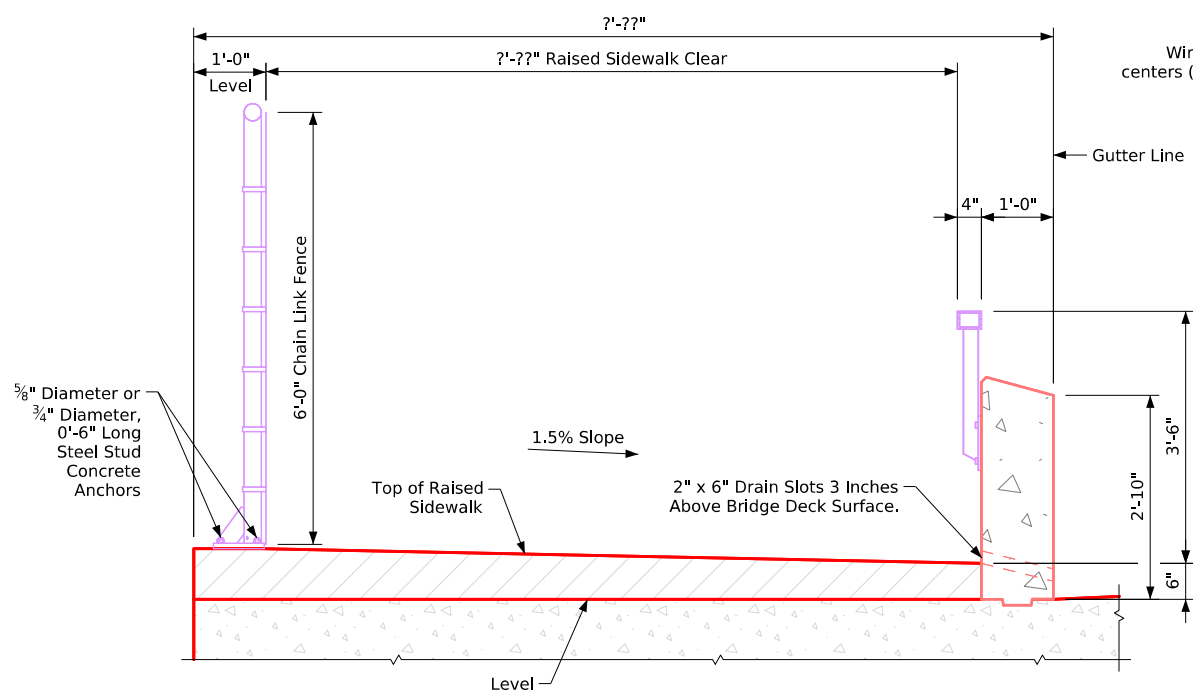 ?'-??"
1'-0"
Level
?'-??" Raised Sidewalk Clear
Wir
centers (
Gutter Line
4"
1'-0"
6'-0" Chain Link Fence
⅝" Diameter or
¾" Diameter,
0'-6" Long
Steel Stud
Concrete
Anchors
1.5% Slope
Top of Raised
Sidewalk
2" x 6" Drain Slots 3 Inches
Above Bridge Deck Surface.
2'-10"
3'-6"
6"
Level